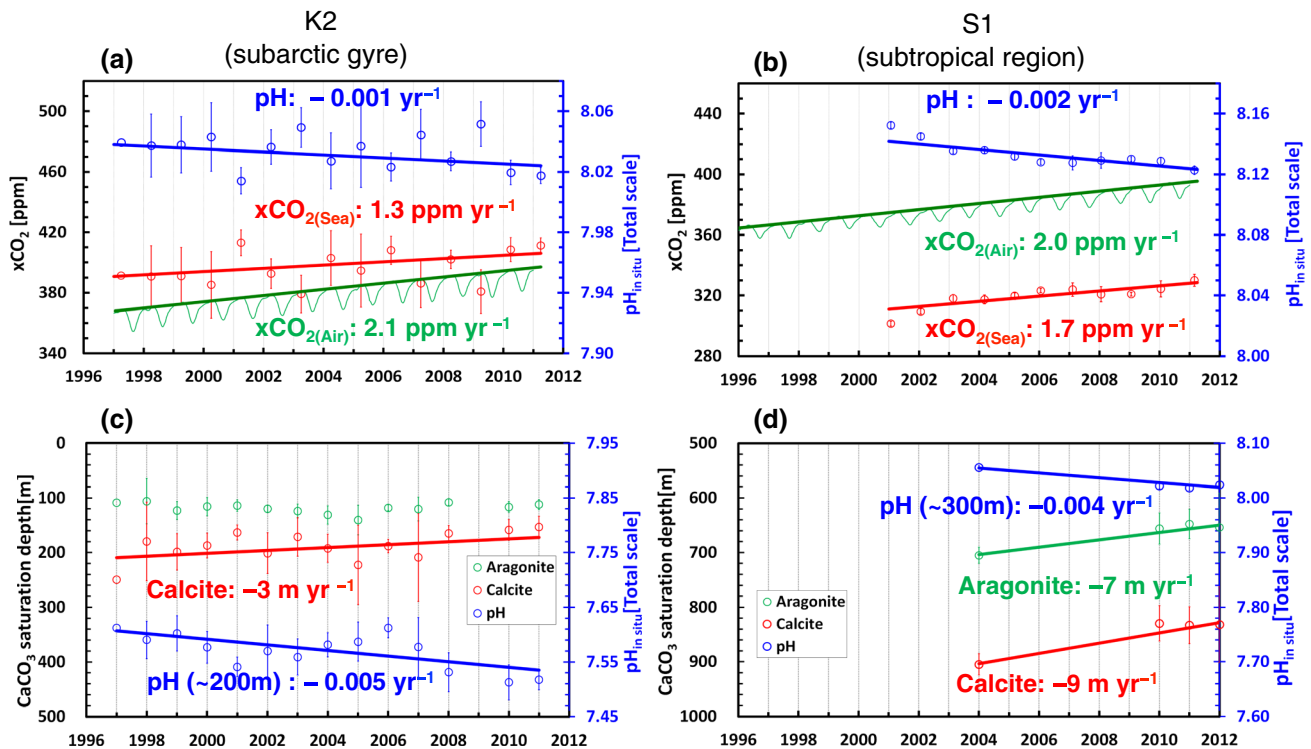 K2
(subarctic gyre)
S1
(subtropical region)
(a)
pH: – 0.001 yr⁻¹
xCO₂(Sea): 1.3 ppm yr⁻¹
xCO₂(Air): 2.1 ppm yr⁻¹
xCO₂ [ppm]
500
460
420
380
340
pH in situ [Total scale]
8.06
8.02
7.98
7.94
7.90
1996 1998 2000 2002 2004 2006 2008 2010 2012
(b)
pH : – 0.002 yr⁻¹
xCO₂(Air): 2.0 ppm yr⁻¹
xCO₂(Sea): 1.7 ppm yr⁻¹
xCO₂ [ppm]
440
400
360
320
280
pH in situ [Total scale]
8.16
8.12
8.08
8.04
8.00
1996 1998 2000 2002 2004 2006 2008 2010 2012
(c)
CaCO₃ saturation depth[m]
0
100
200
300
400
500
Aragonite
Calcite
pH
Calcite: –3 m yr⁻¹
pH (~200m) : – 0.005 yr⁻¹
pH in situ[Total scale]
7.95
7.85
7.75
7.65
7.55
7.45
1996 1998 2000 2002 2004 2006 2008 2010 2012
(d)
CaCO₃ saturation depth[m]
500
600
700
800
900
1000
pH (~300m): –0.004 yr⁻¹
Aragonite: –7 m yr⁻¹
Aragonite
Calcite
pH
Calcite: –9 m yr⁻¹
pH in situ[Total scale]
8.10
8.00
7.90
7.80
7.70
7.60
1996 1998 2000 2002 2004 2006 2008 2010 2012